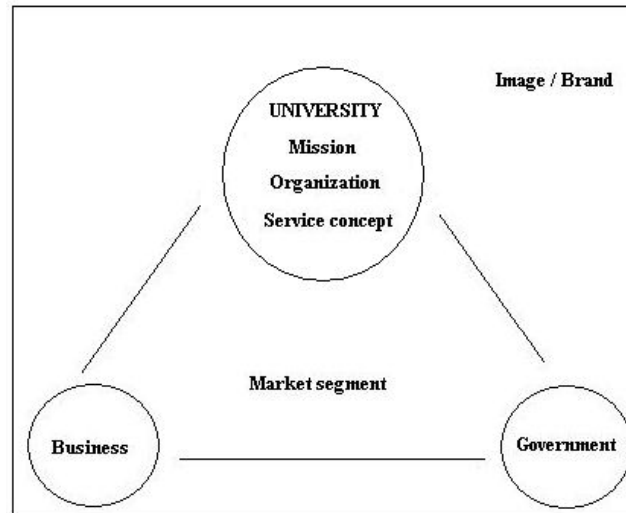 Image / Brand
UNIVERSITY
Mission
Organization
Service concept
Market segment
Business
Government